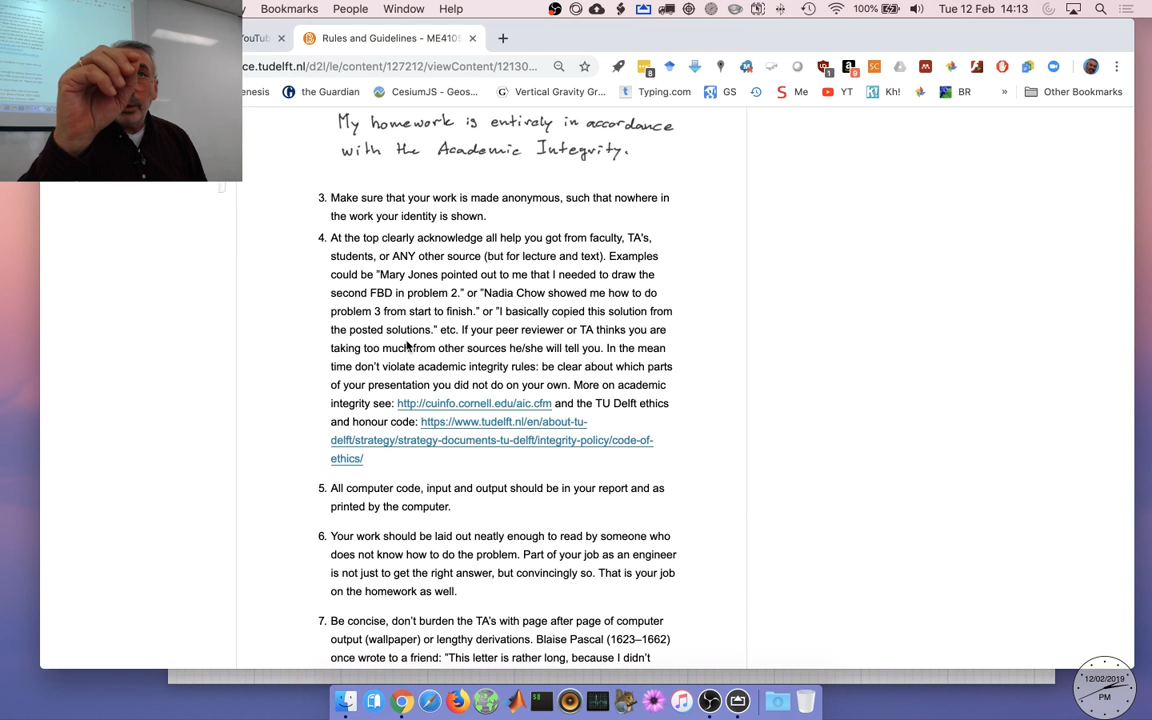 Bookmarks People Window Help 100% Tue 12 Feb 14:13
YouTub × Rules and Guidelines - ME410 × +
ce.tudelft.nl/d2l/le/content/127212/viewContent/12130...
enesis the Guardian CesiumJS - Geos... Vertical Gravity Gr... Typing.com GS Me YT Kh! BR » Other Bookmarks
My homework is entirely in accordance
with the Academic Integrity.
3. Make sure that your work is made anonymous, such that nowhere in
the work your identity is shown.
4. At the top clearly acknowledge all help you got from faculty, TA's,
students, or ANY other source (but for lecture and text). Examples
could be "Mary Jones pointed out to me that I needed to draw the
second FBD in problem 2." or "Nadia Chow showed me how to do
problem 3 from start to finish." or "I basically copied this solution from
the posted solutions." etc. If your peer reviewer or TA thinks you are
taking too much from other sources he/she will tell you. In the mean
time don't violate academic integrity rules: be clear about which parts
of your presentation you did not do on your own. More on academic
integrity see: http://cuinfo.cornell.edu/aic.cfm and the TU Delft ethics
and honour code: https://www.tudelft.nl/en/about-tu-
delft/strategy/strategy-documents-tu-delft/integrity-policy/code-of-
ethics/
5. All computer code, input and output should be in your report and as
printed by the computer.
6. Your work should be laid out neatly enough to read by someone who
does not know how to do the problem. Part of your job as an engineer
is not just to get the right answer, but convincingly so. That is your job
on the homework as well.
7. Be concise, don't burden the TA's with page after page of computer
output (wallpaper) or lengthy derivations. Blaise Pascal (1623–1662)
once wrote to a friend: "This letter is rather long, because I didn't
12/02/2019
PM